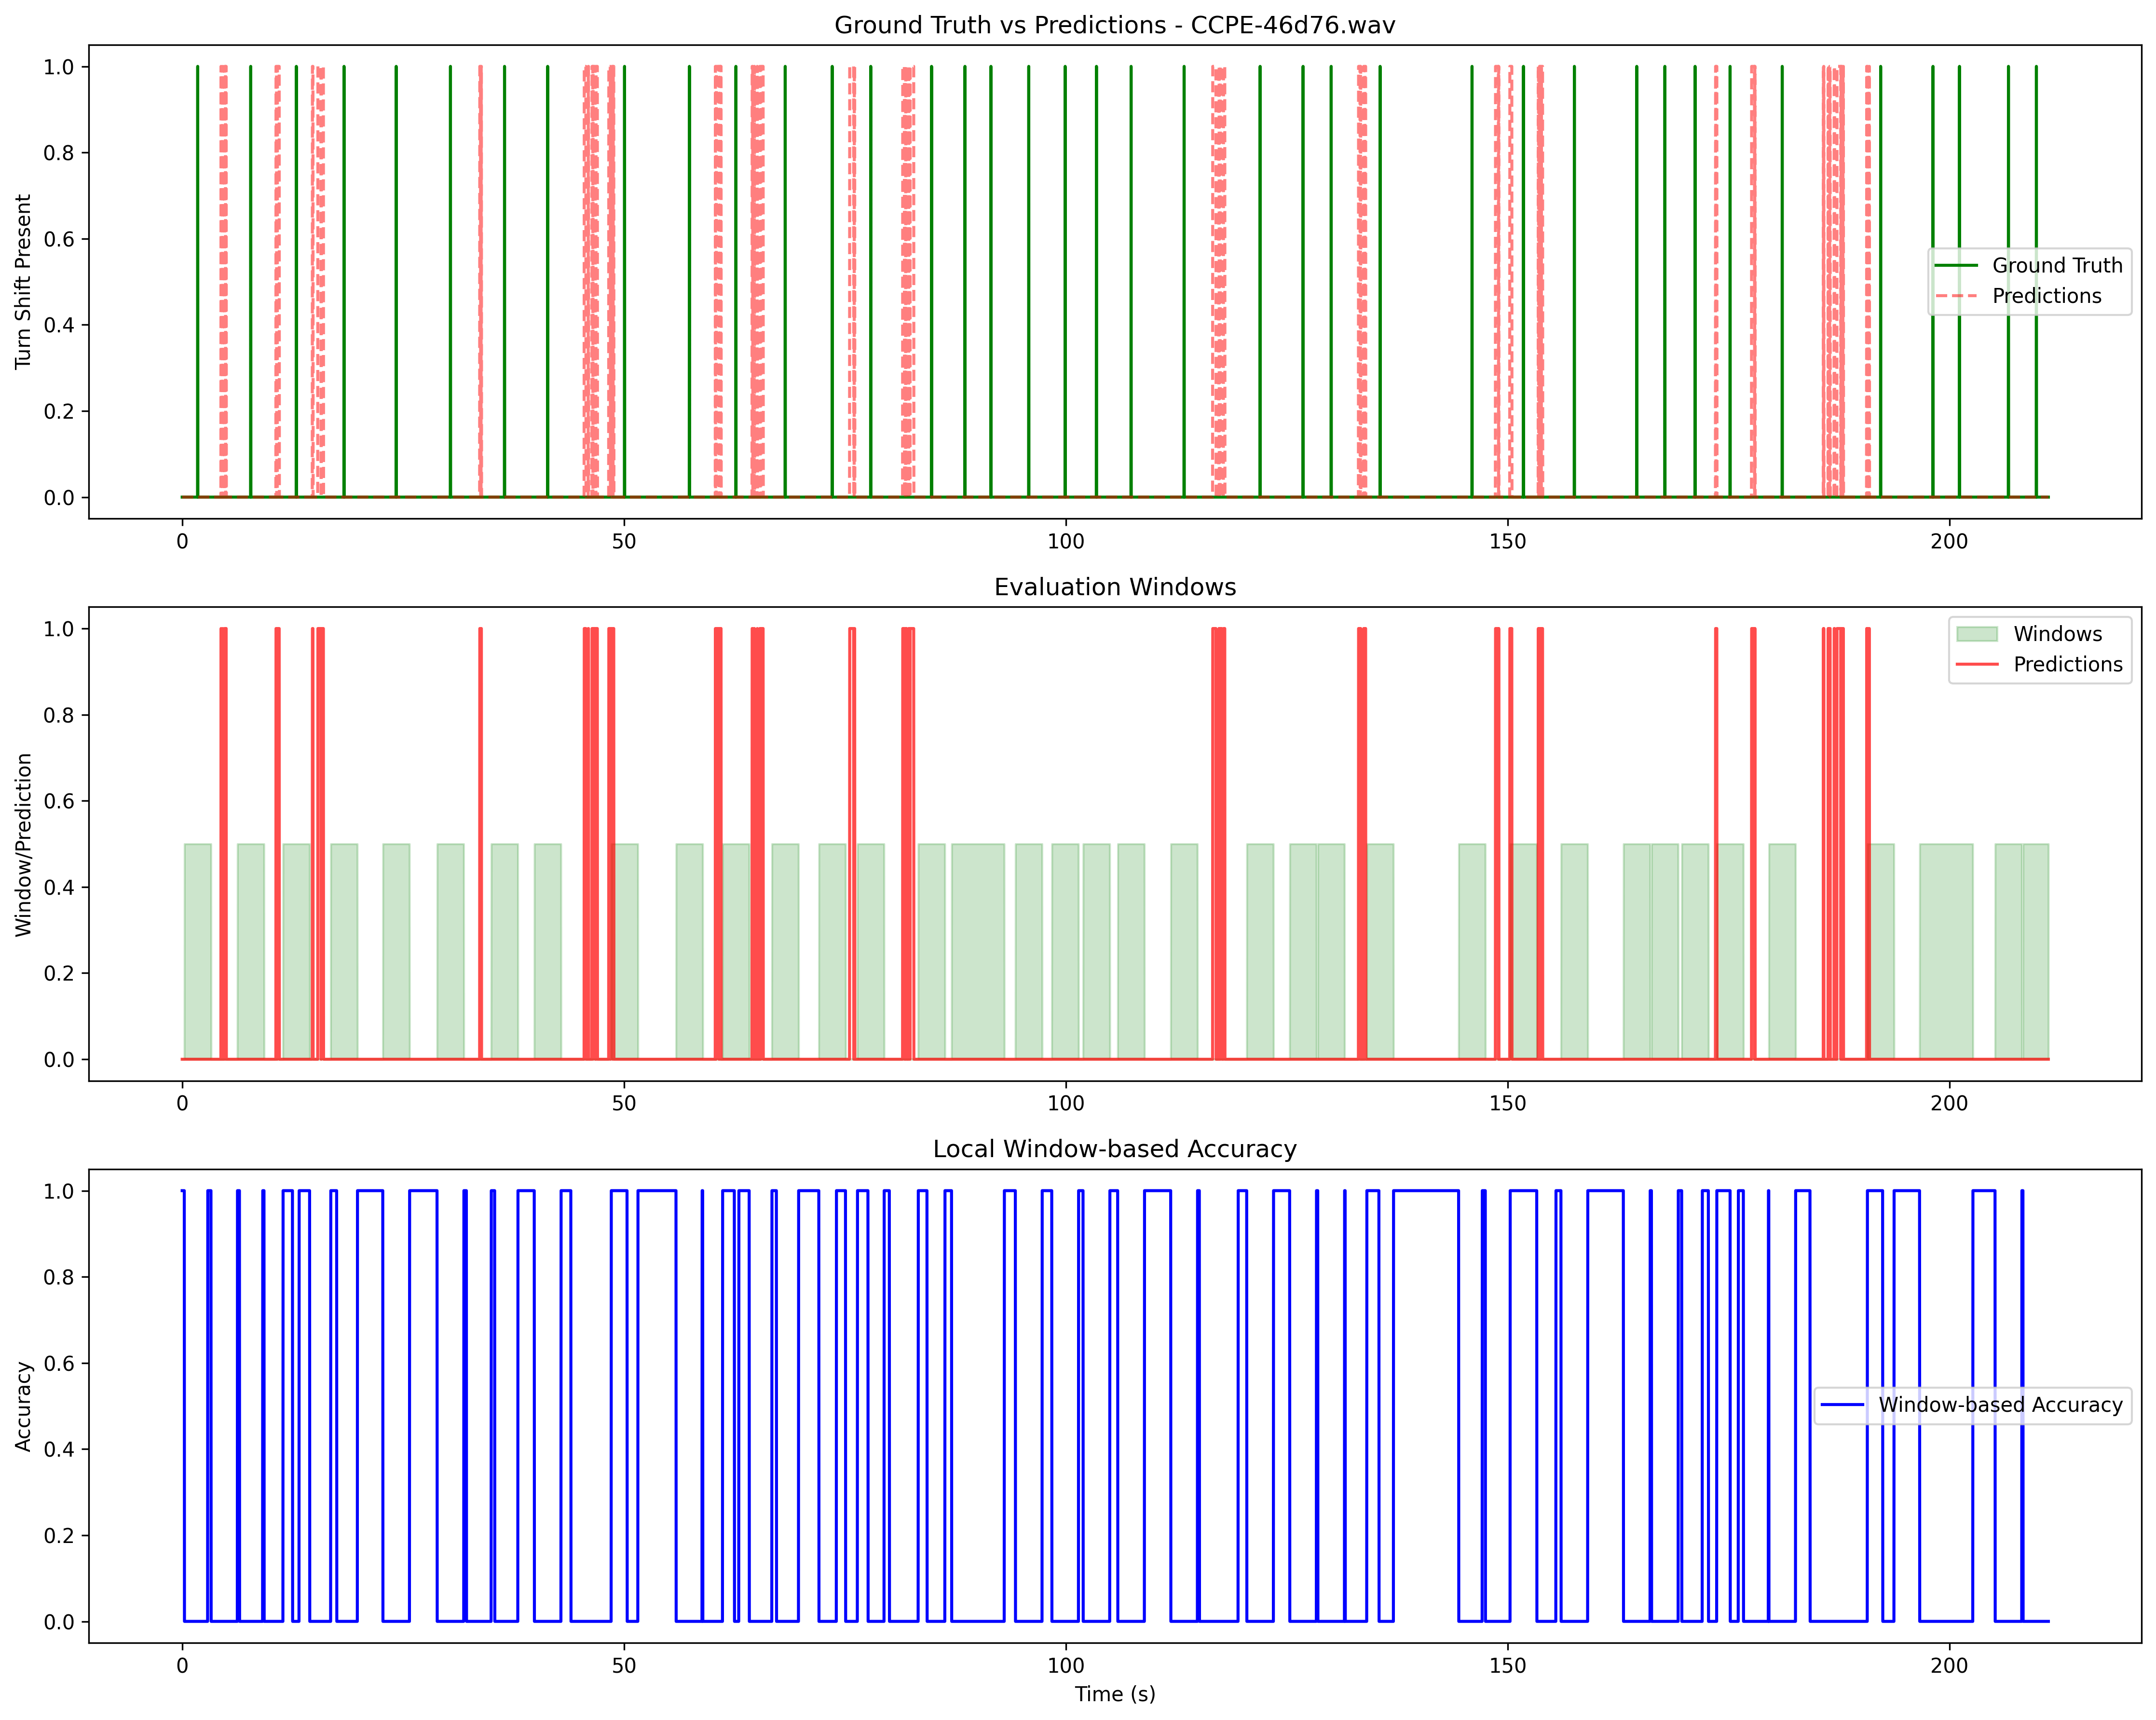 Ground Truth vs Predictions - CCPE-46d76.wav
Turn Shift Present
1.0
0.8
0.6
0.4
0.2
0.0
Ground Truth
Predictions
0 50 100 150 200
Evaluation Windows
Window/Prediction
1.0
0.8
0.6
0.4
0.2
0.0
Windows
Predictions
0 50 100 150 200
Local Window-based Accuracy
Accuracy
1.0
0.8
0.6
0.4
0.2
0.0
Window-based Accuracy
0 50 100 150 200
Time (s)